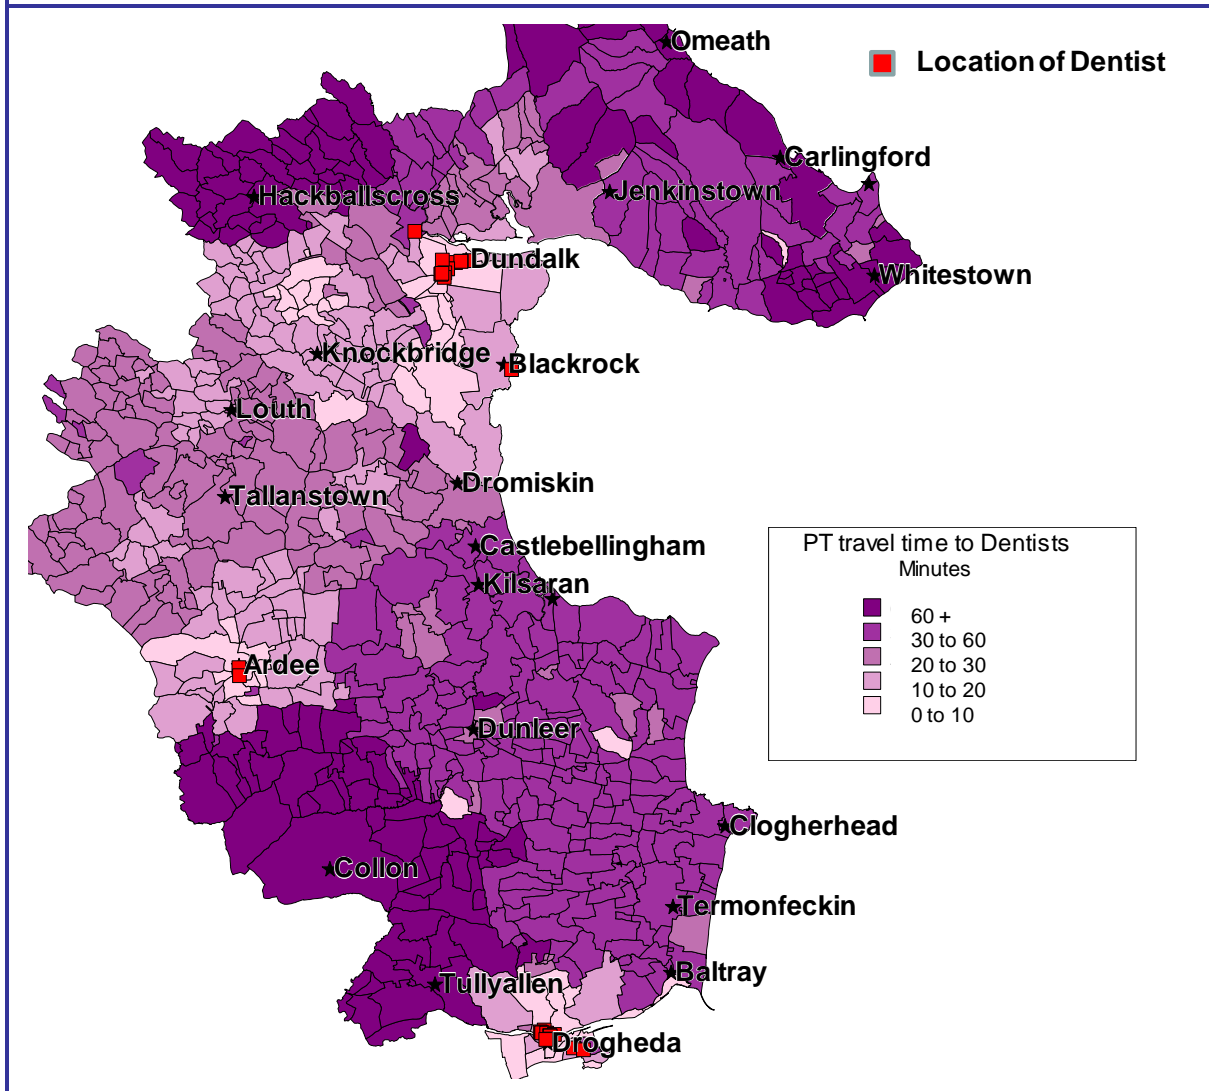 Omeath
Location of Dentist
Carlingford
Hackballscross
Jenkinstown
Dundalk
Whitestown
Knockbridge
Blackrock
Louth
Dromiskin
Tallanstown
Castlebellingham
Kilsaran
PT travel time to Dentists
Minutes
60 +
30 to 60
20 to 30
10 to 20
0 to 10
Ardee
Dunleer
Clogherhead
Collon
Termonfeckin
Baltray
Tullyallen
Drogheda